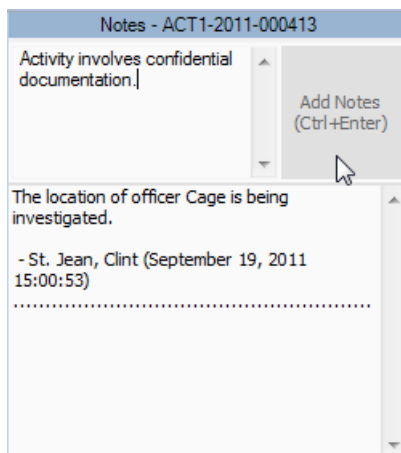 Notes - ACT1-2011-000413
Activity involves confidential
documentation.
Add Notes
(Ctrl+Enter)
The location of officer Cage is being
investigated.
- St. Jean, Clint (September 19, 2011
15:00:53)